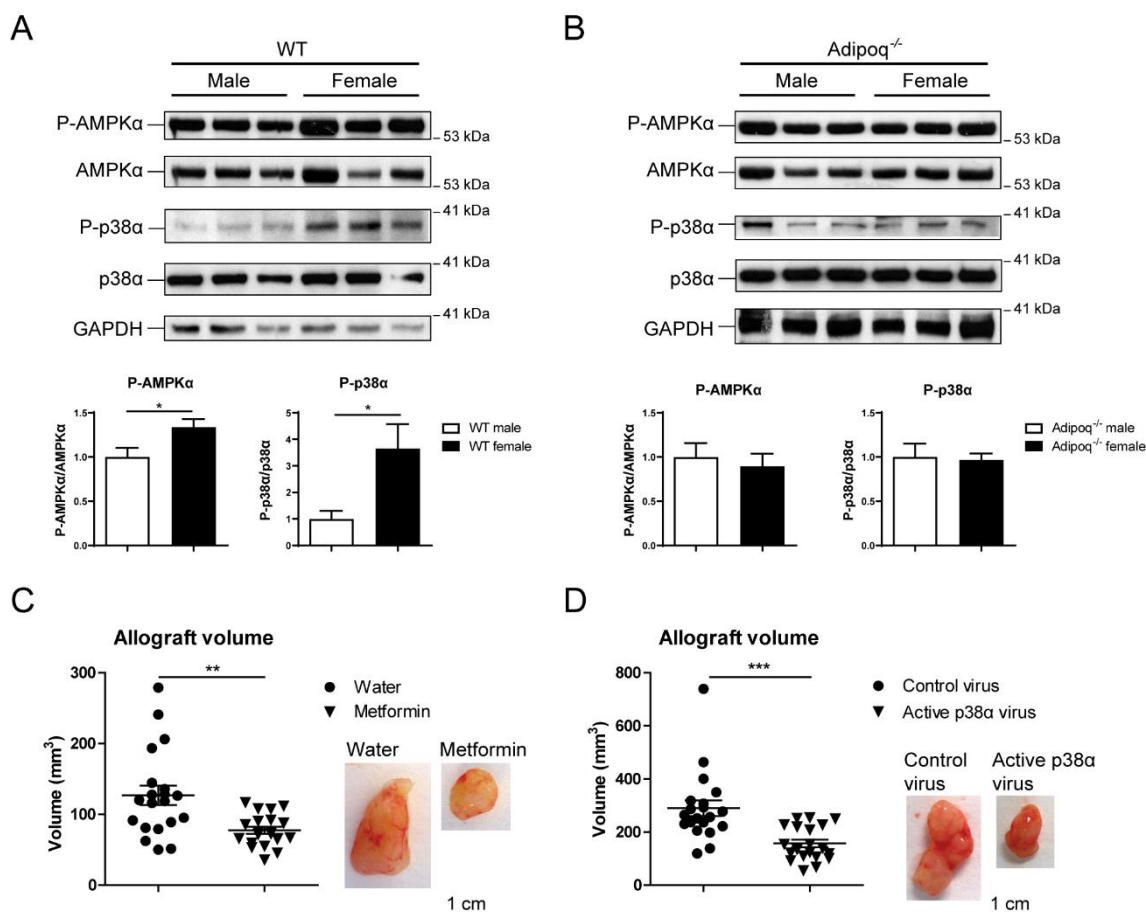 A
WT
Male Female
P-AMPKα
53 kDa
AMPKα
53 kDa
41 kDa
P-p38α
41 kDa
p38α
41 kDa
GAPDH
P-AMPKα
P-AMPKα/AMPKα
1.5
1.0
0.5
0.0
*
P-p38α
P-p38α/p38α
5
4
3
2
1
0
*
WT male
WT female
B
Adipoq-/-
Male Female
P-AMPKα
53 kDa
AMPKα
53 kDa
41 kDa
P-p38α
41 kDa
p38α
41 kDa
GAPDH
P-AMPKα
P-AMPKα/AMPKα
1.5
1.0
0.5
0.0
P-p38α
P-p38α/p38α
1.5
1.0
0.5
0.0
Adipoq-/- male
Adipoq-/- female
C
Allograft volume
Volume (mm³)
300
200
100
0
**
Water
Metformin
Water Metformin
1 cm
D
Allograft volume
Volume (mm³)
800
600
400
200
0
***
Control virus
Active p38α virus
Control virus
Active p38α virus
1 cm